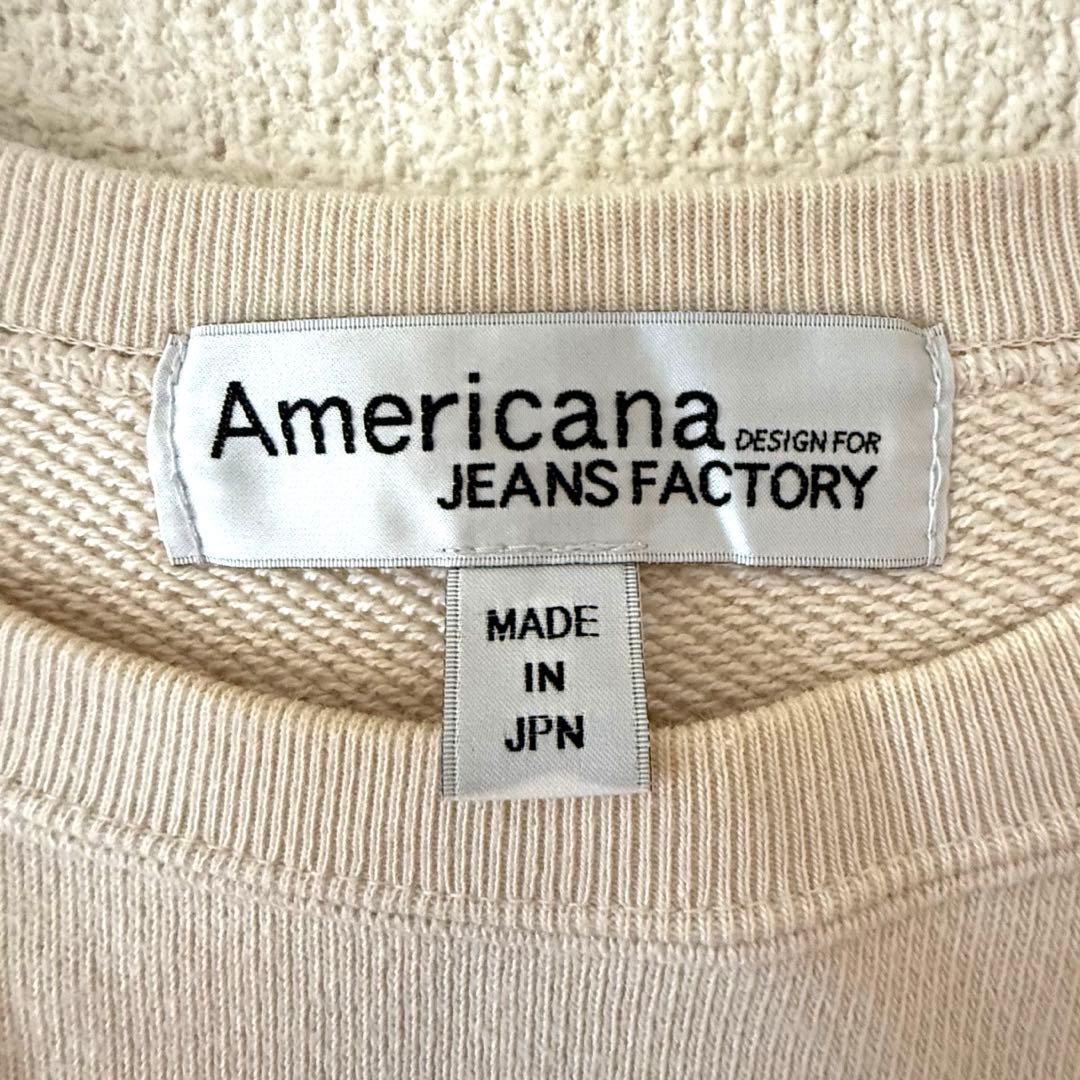 Americana DESIGN FOR
JEANS FACTORY
MADE
IN
JPN